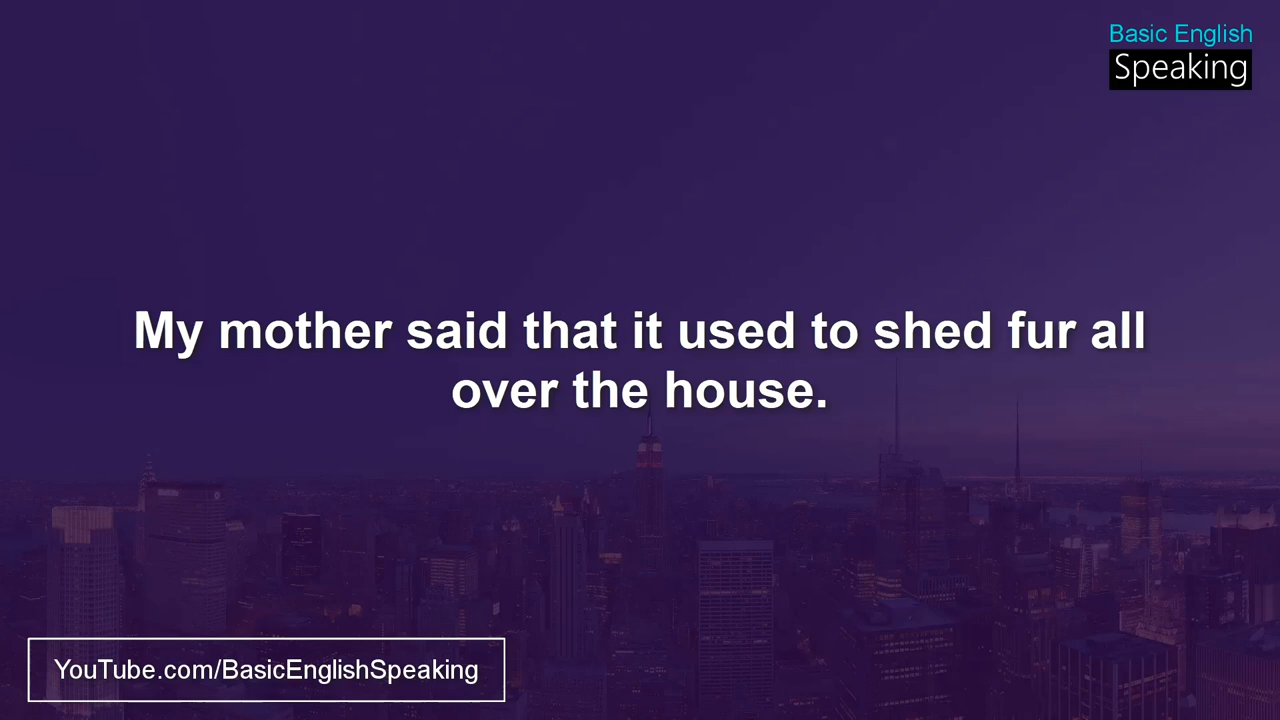 Basic English
Speaking
My mother said that it used to shed fur all
over the house.
YouTube.com/BasicEnglishSpeaking